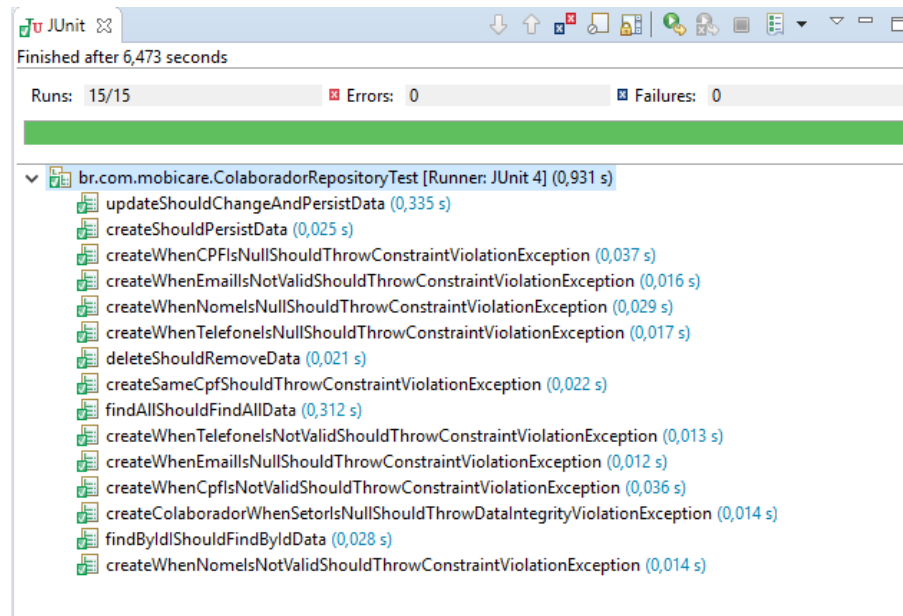 JUnit
Finished after 6,473 seconds
Runs: 15/15 Errors: 0 Failures: 0
br.com.mobicare.ColaboradorRepositoryTest [Runner: JUnit 4] (0,931 s)
updateShouldChangeAndPersistData (0,335 s)
createShouldPersistData (0,025 s)
createWhenCPFIsNullShouldThrowConstraintViolationException (0,037 s)
createWhenEmailIsNotValidShouldThrowConstraintViolationException (0,016 s)
createWhenNomeIsNullShouldThrowConstraintViolationException (0,029 s)
createWhenTelefoneIsNullShouldThrowConstraintViolationException (0,017 s)
deleteShouldRemoveData (0,021 s)
createSameCpfShouldThrowConstraintViolationException (0,022 s)
findAllShouldFindAllData (0,312 s)
createWhenTelefoneIsNotValidShouldThrowConstraintViolationException (0,013 s)
createWhenEmailIsNullShouldThrowConstraintViolationException (0,012 s)
createWhenCpfIsNotValidShouldThrowConstraintViolationException (0,036 s)
createColaboradorWhenSetorIsNullShouldThrowDataIntegrityViolationException (0,014 s)
findByIdlShouldFindByIdData (0,028 s)
createWhenNomeIsNotValidShouldThrowConstraintViolationException (0,014 s)